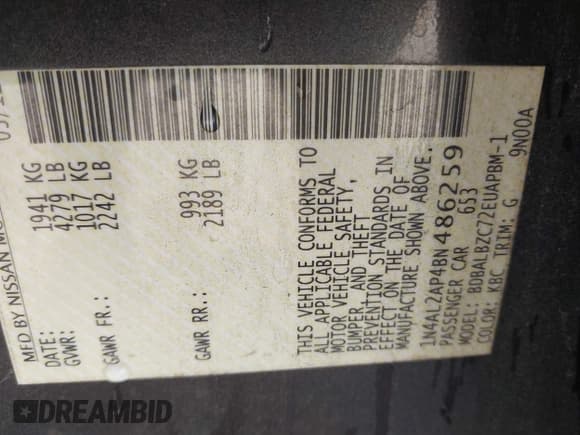 MFD BY NISSAN MO
DATE:
GVWR: 1941 KG
4279 LB
GAWR FR.: 1017 KG
2242 LB
GAWR RR.: 993 KG
2189 LB
THIS VEHICLE CONFORMS TO
ALL APPLICABLE FEDERAL
MOTOR VEHICLE SAFETY,
BUMPER, AND THEFT
PREVENTION STANDARDS IN
EFFECT ON THE DATE OF
MANUFACTURE SHOWN ABOVE.
1N4AL2AP4BN486259
PASSENGER CAR 653
MODEL: BDBALBZC72EUAPBM-1
COLOR: KBC TRIM: G 9N00A
DREAMBID